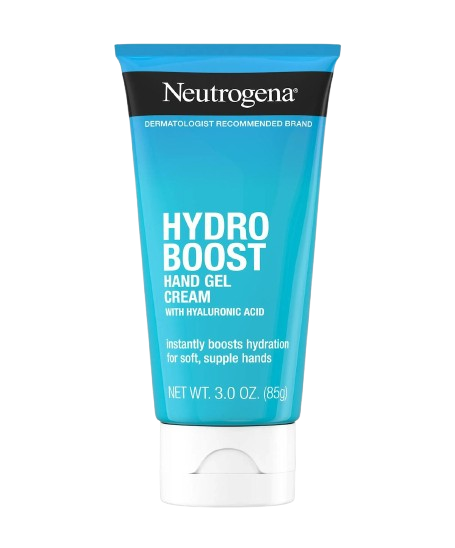 Neutrogena®
DERMATOLOGIST RECOMMENDED BRAND
HYDRO
BOOST
HAND GEL
CREAM
WITH HYALURONIC ACID
instantly boosts hydration
for soft, supple hands
NET WT. 3.0 OZ. (85g)